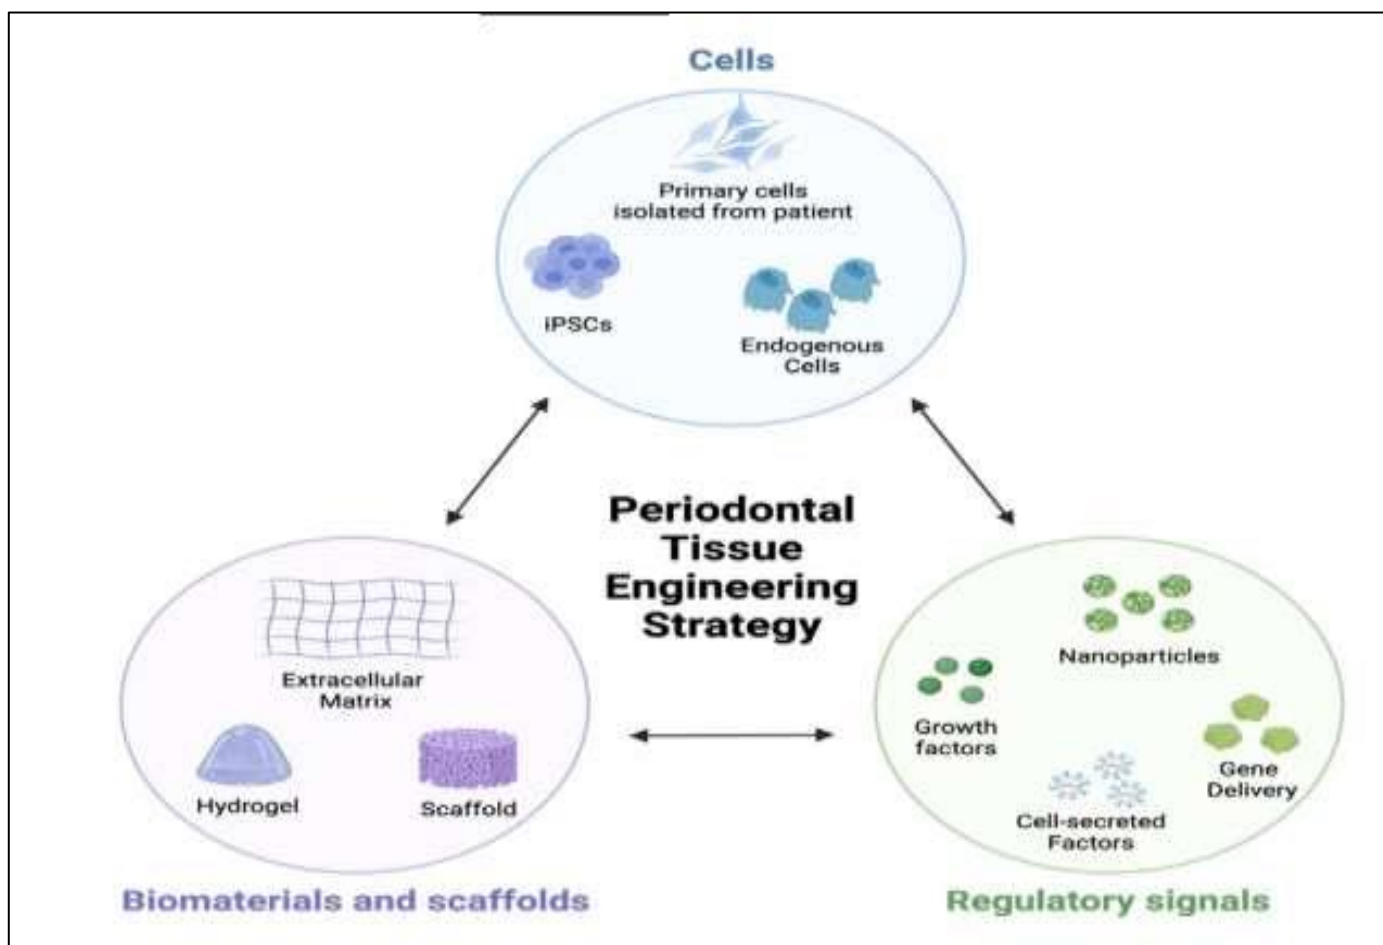 Cells
Primary cells
isolated from patient
iPSCs
Endogenous
Cells
Periodontal
Tissue
Engineering
Strategy
Extracellular
Matrix
Hydrogel
Scaffold
Biomaterials and scaffolds
Nanoparticles
Growth
factors
Gene
Delivery
Cell-secreted
Factors
Regulatory signals